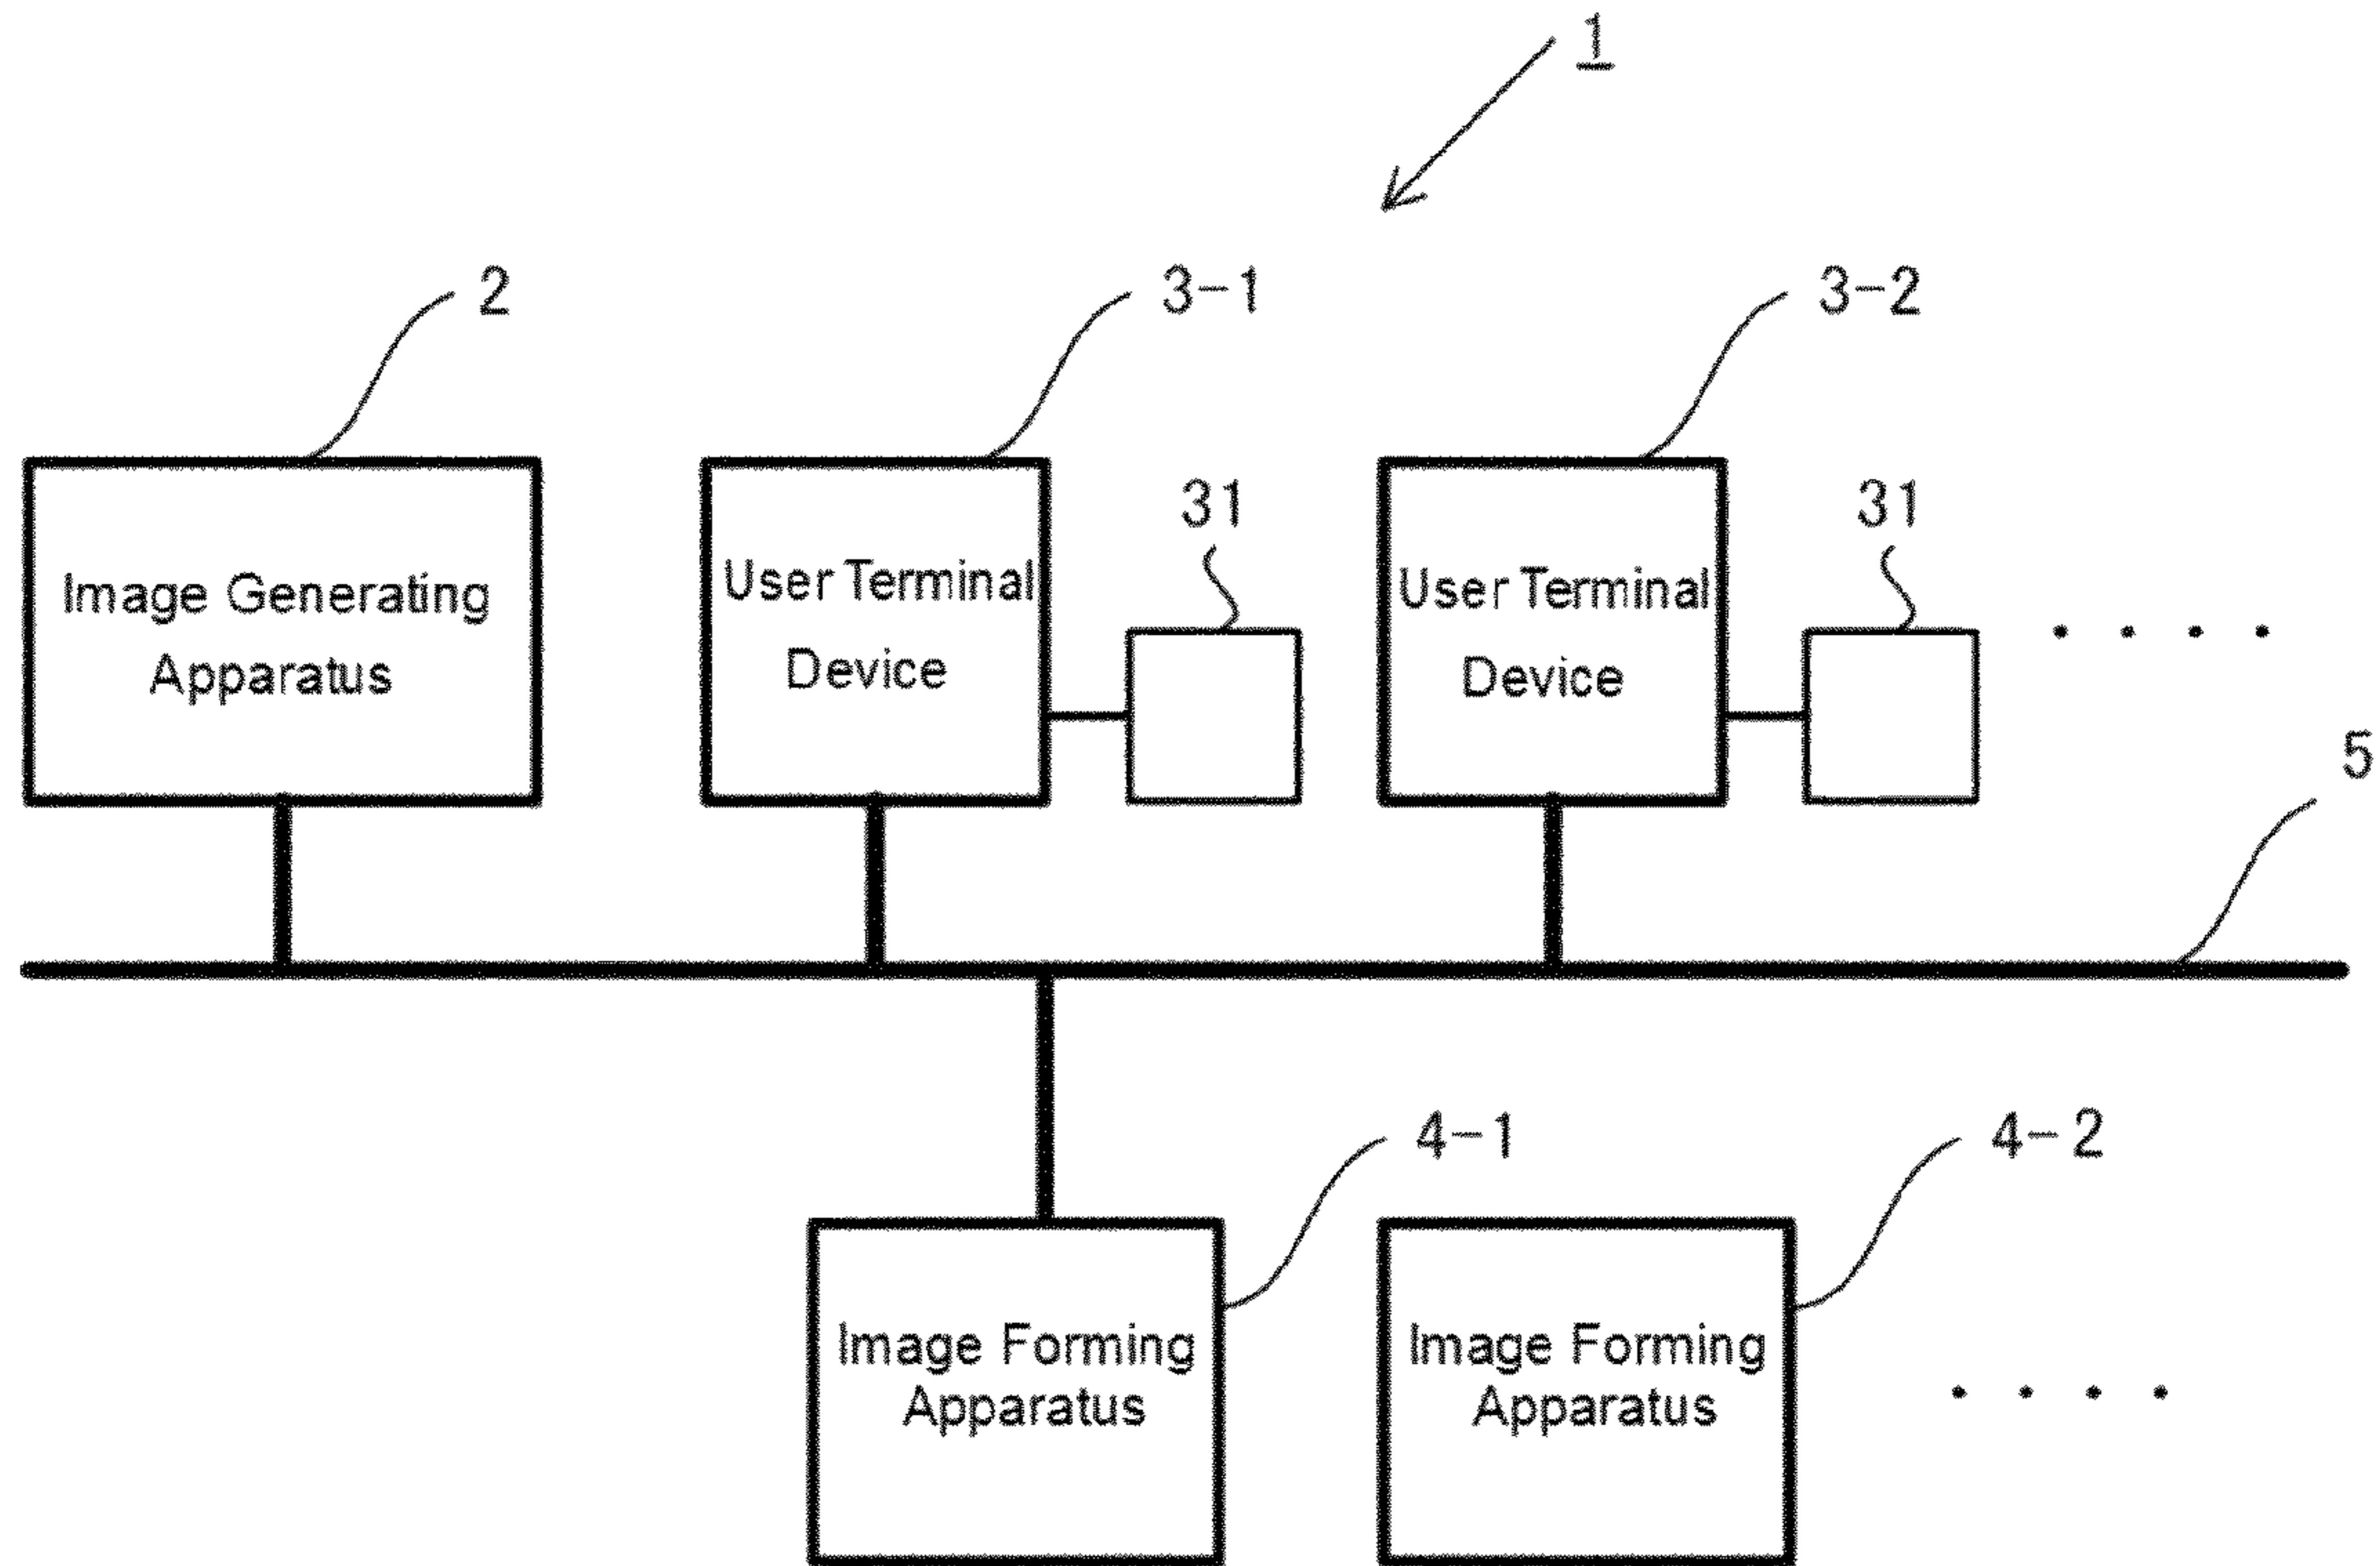 1
2
3-1
3-2
31
31
Image Generating
Apparatus
User Terminal
Device
User Terminal
Device
5
4-1
4-2
Image Forming
Apparatus
Image Forming
Apparatus